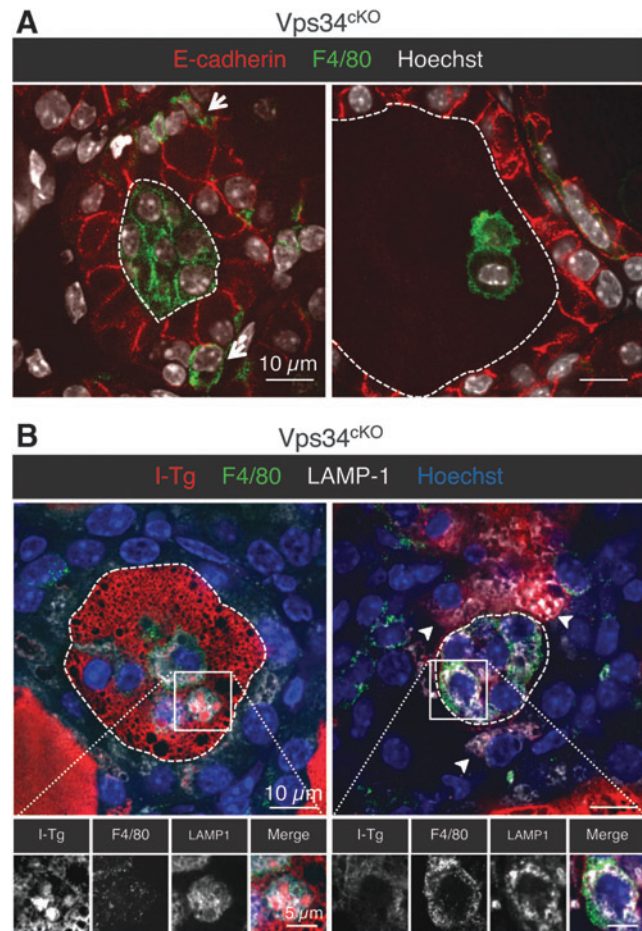 A
Vps34cKO
E-cadherin F4/80 Hoechst
10 µm
B
Vps34cKO
I-Tg F4/80 LAMP-1 Hoechst
10 µm
I-Tg F4/80 LAMP1 Merge I-Tg F4/80 LAMP1 Merge
5 µm